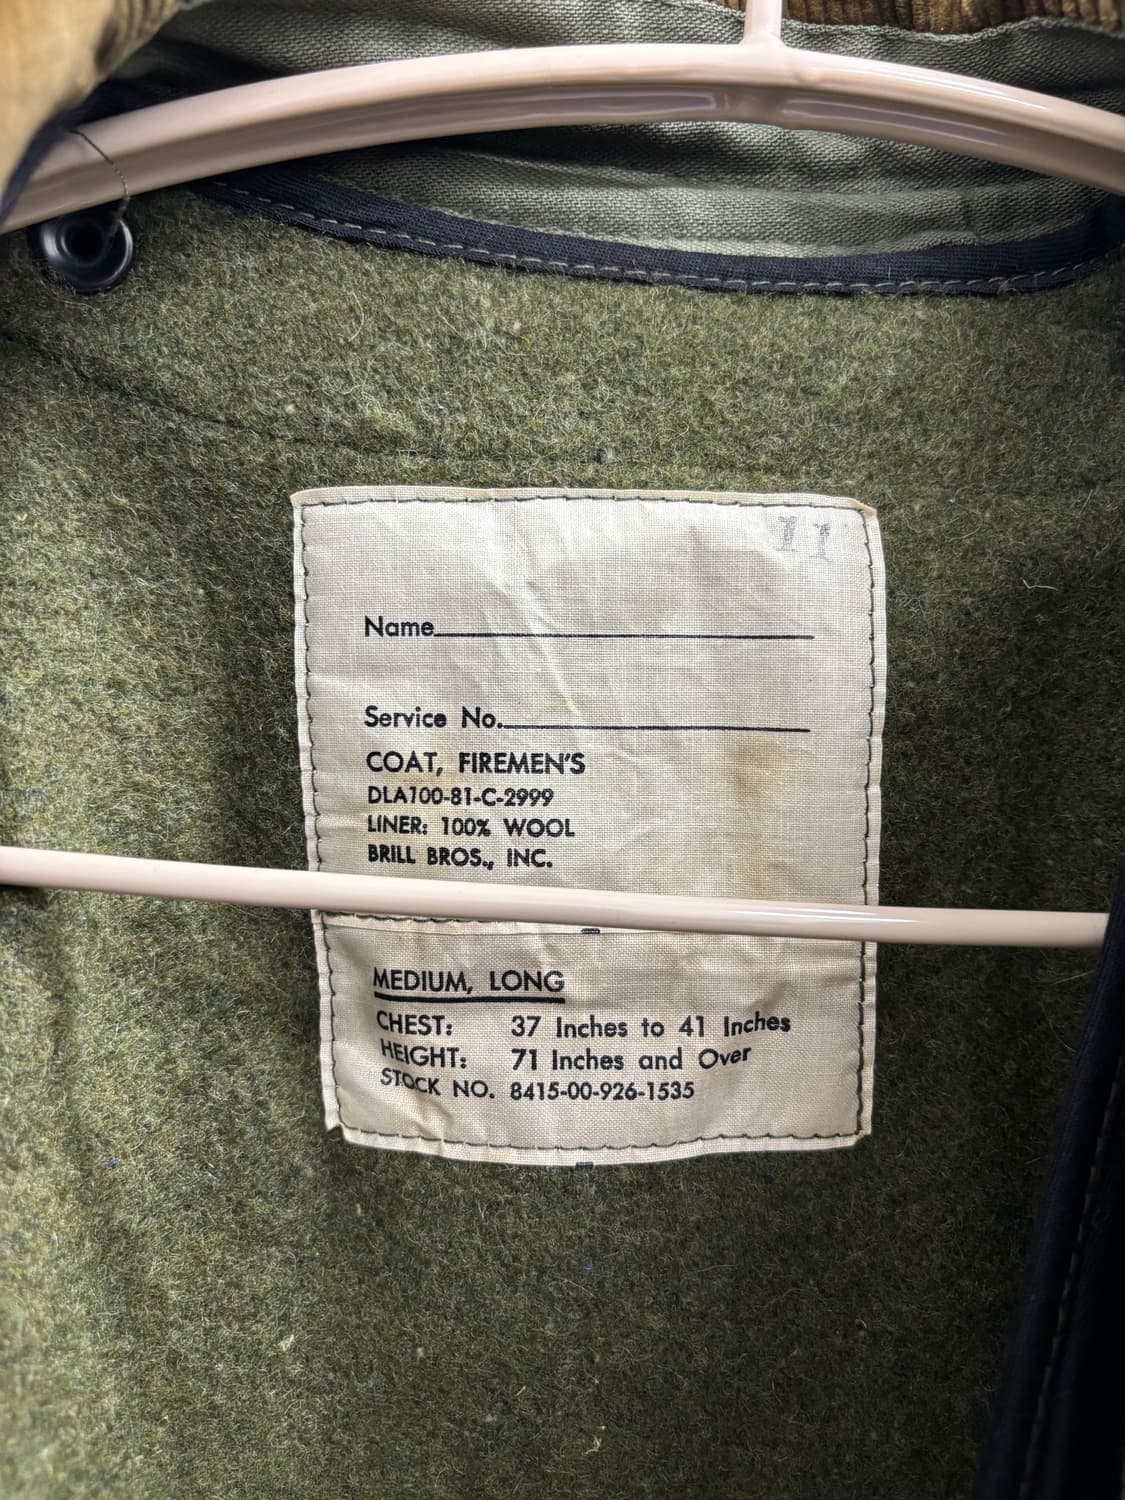 11
Name
Service No.
COAT, FIREMEN'S
DLA100-81-C-2999
LINER: 100% WOOL
BRILL BROS., INC.
MEDIUM, LONG
CHEST: 37 Inches to 41 Inches
HEIGHT: 71 Inches and Over
STOCK NO. 8415-00-926-1535